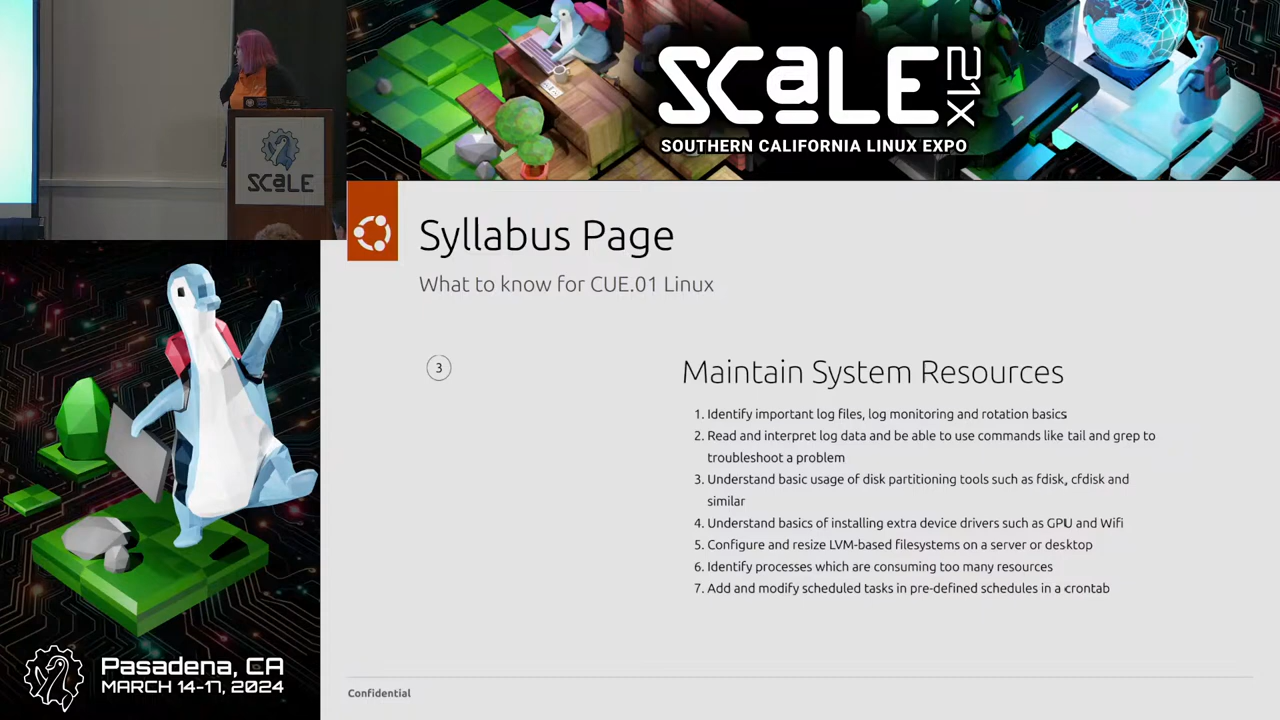 SCALE
21X
SOUTHERN CALIFORNIA LINUX EXPO
SCALE
Syllabus Page
What to know for CUE.01 Linux
3
Maintain System Resources
1. Identify important log files, log monitoring and rotation basics
2. Read and interpret log data and be able to use commands like tail and grep to
troubleshoot a problem
3. Understand basic usage of disk partitioning tools such as fdisk, cfdisk and
similar
4. Understand basics of installing extra device drivers such as GPU and Wifi
5. Configure and resize LVM-based filesystems on a server or desktop
6. Identify processes which are consuming too many resources
7. Add and modify scheduled tasks in pre-defined schedules in a crontab
Pasadena, CA
MARCH 14-17, 2024
Confidential